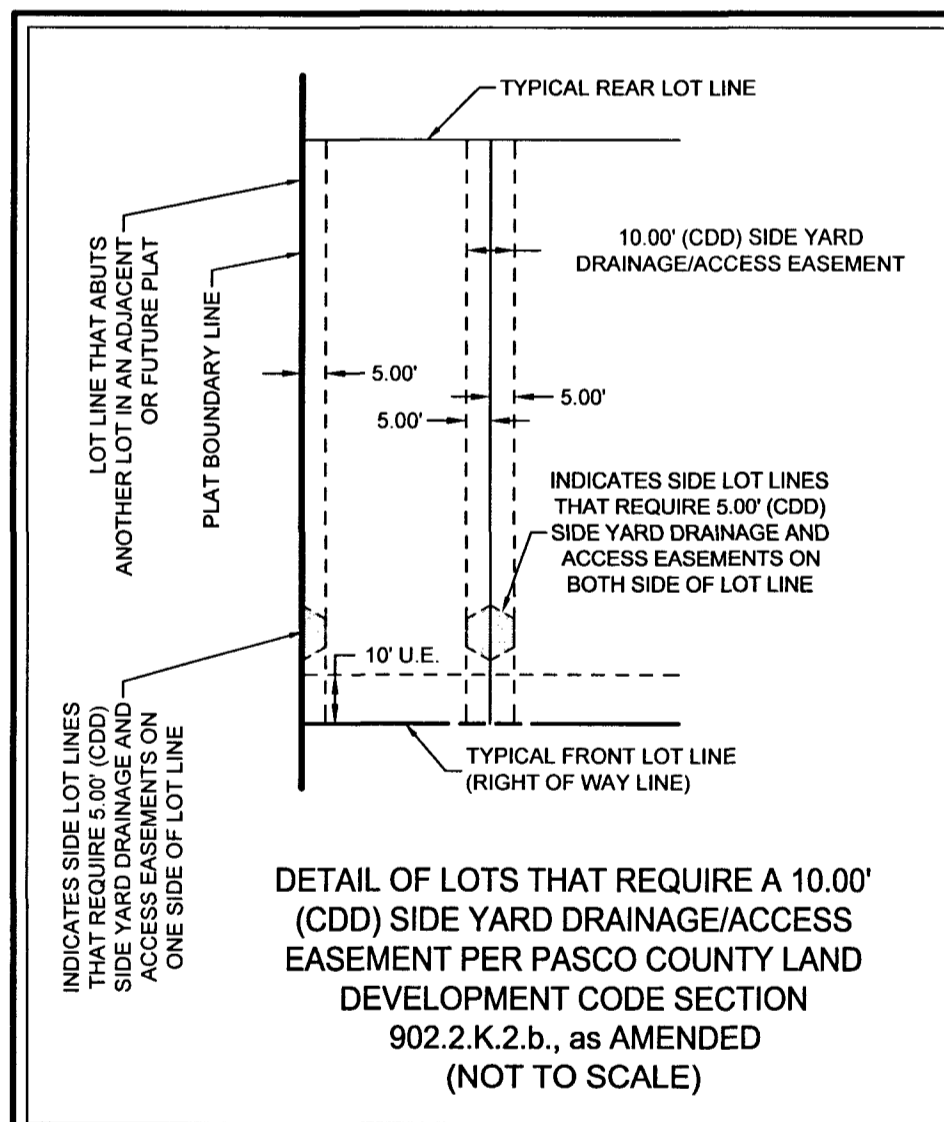 TYPICAL REAR LOT LINE
10.00' (CDD) SIDE YARD
DRAINAGE/ACCESS EASEMENT
LOT LINE THAT ABUTS
ANOTHER LOT IN AN ADJACENT
OR FUTURE PLAT
PLAT BOUNDARY LINE
5.00'
5.00'
5.00'
INDICATES SIDE LOT LINES
THAT REQUIRE 5.00' (CDD)
SIDE YARD DRAINAGE AND
ACCESS EASEMENTS ON
BOTH SIDE OF LOT LINE
10' U.E.
INDICATES SIDE LOT LINES
THAT REQUIRE 5.00' (CDD)
SIDE YARD DRAINAGE AND
ACCESS EASEMENTS ON
ONE SIDE OF LOT LINE
TYPICAL FRONT LOT LINE
(RIGHT OF WAY LINE)
DETAIL OF LOTS THAT REQUIRE A 10.00'
(CDD) SIDE YARD DRAINAGE/ACCESS
EASEMENT PER PASCO COUNTY LAND
DEVELOPMENT CODE SECTION
902.2.K.2.b., as AMENDED
(NOT TO SCALE)